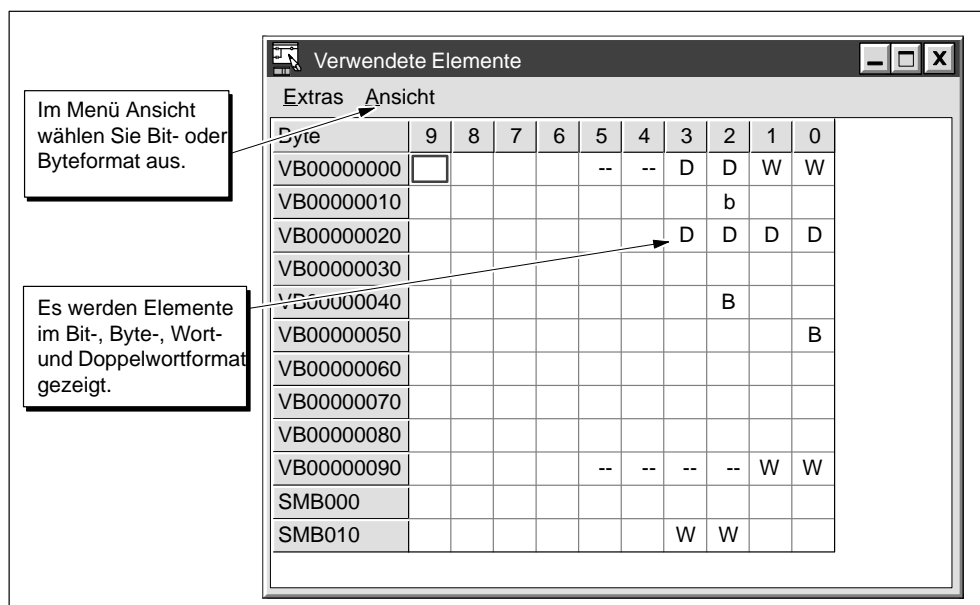 Verwendete Elemente
X
Extras Ansicht
Im Menü Ansicht
wählen Sie Bit- oder
Byteformat aus.
Byte 9 8 7 6 5 4 3 2 1 0
VB00000000 -- -- D D W W
VB00000010 b
VB00000020 D D D D
VB00000030
Es werden Elemente
im Bit-, Byte-, Wort-
und Doppelwortformat
gezeigt.
VB00000040 B
VB00000050 B
VB00000060
VB00000070
VB00000080
VB00000090 -- -- -- -- W W
SMB000
SMB010 W W